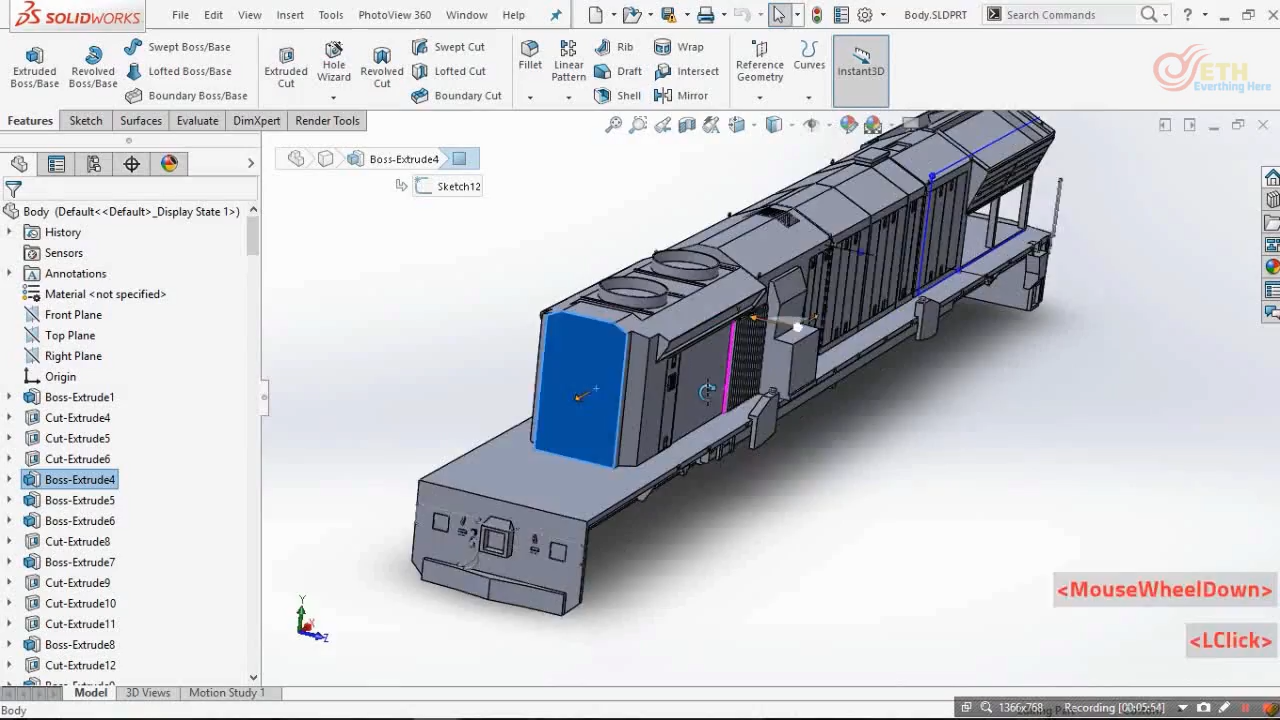 SOLIDWORKS File Edit View Insert Tools PhotoView 360 Window Help Body.SLDPRT Search Commands ?
Extruded Boss/Base
Revolved Boss/Base
Swept Boss/Base
Lofted Boss/Base
Boundary Boss/Base
Extruded Cut
Hole Wizard
Revolved Cut
Swept Cut
Lofted Cut
Boundary Cut
Fillet
Linear Pattern
Rib
Draft
Shell
Wrap
Intersect
Mirror
Reference Geometry
Curves
Instant3D
ETH
Everthing Here
Features Sketch Surfaces Evaluate DimXpert Render Tools
Boss-Extrude4
Sketch12
Body (Default<<Default>_Display State 1>)
History
Sensors
Annotations
Material <not specified>
Front Plane
Top Plane
Right Plane
Origin
Boss-Extrude1
Cut-Extrude4
Cut-Extrude5
Cut-Extrude6
Boss-Extrude4
Boss-Extrude5
Boss-Extrude6
Cut-Extrude8
Boss-Extrude7
Cut-Extrude9
Cut-Extrude10
Cut-Extrude11
Boss-Extrude8
Cut-Extrude12
Y
X
Z
<MouseWheelDown>
<LClick>
Model 3D Views Motion Study 1
Body
1366x768 Recording [00:05:54]